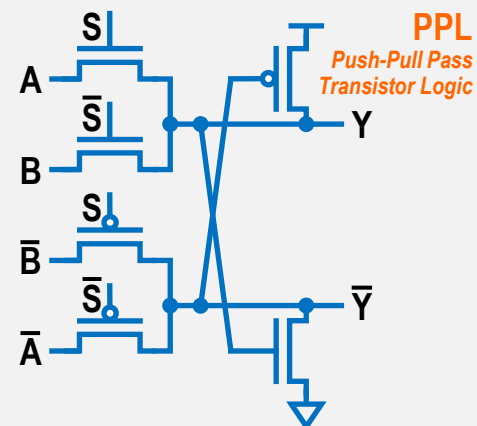 PPL
Push-Pull Pass
Transistor Logic
S
A
S̅
B
Y
S
B̅
S̅
A̅
Y̅